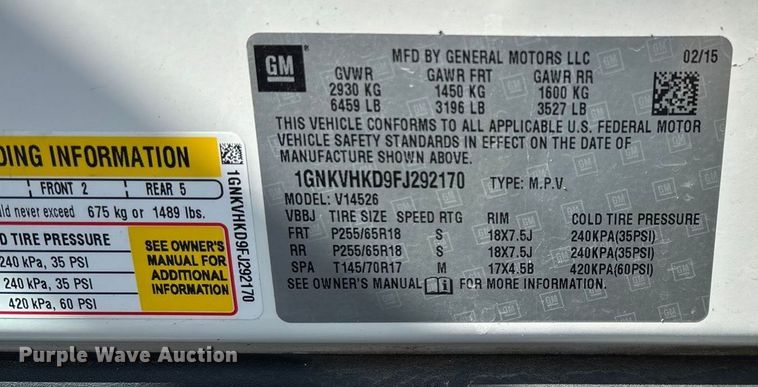 GM
MFD BY GENERAL MOTORS LLC 02/15
GVWR GAWR FRT GAWR RR
2930 KG 1450 KG 1600 KG
6459 LB 3196 LB 3527 LB
THIS VEHICLE CONFORMS TO ALL APPLICABLE U.S. FEDERAL MOTOR
VEHICLE SAFETY STANDARDS IN EFFECT ON THE DATE OF
MANUFACTURE SHOWN ABOVE.
1GNKVHKD9FJ292170 TYPE: M.P.V.
MODEL: V14526
VBBJ TIRE SIZE SPEED RTG RIM COLD TIRE PRESSURE
FRT P255/65R18 S 18X7.5J 240KPA(35PSI)
RR P255/65R18 S 18X7.5J 240KPA(35PSI)
SPA T145/70R17 M 17X4.5B 420KPA(60PSI)
SEE OWNER'S MANUAL i FOR MORE INFORMATION.
DING INFORMATION
FRONT 2 REAR 5
uld never exceed 675 kg or 1489 lbs.
D TIRE PRESSURE
240 kPa, 35 PSI
240 kPa, 35 PSI
420 kPa, 60 PSI
SEE OWNER'S
MANUAL FOR
ADDITIONAL
INFORMATION
1GNKVHKD9FJ292170
Purple Wave Auction